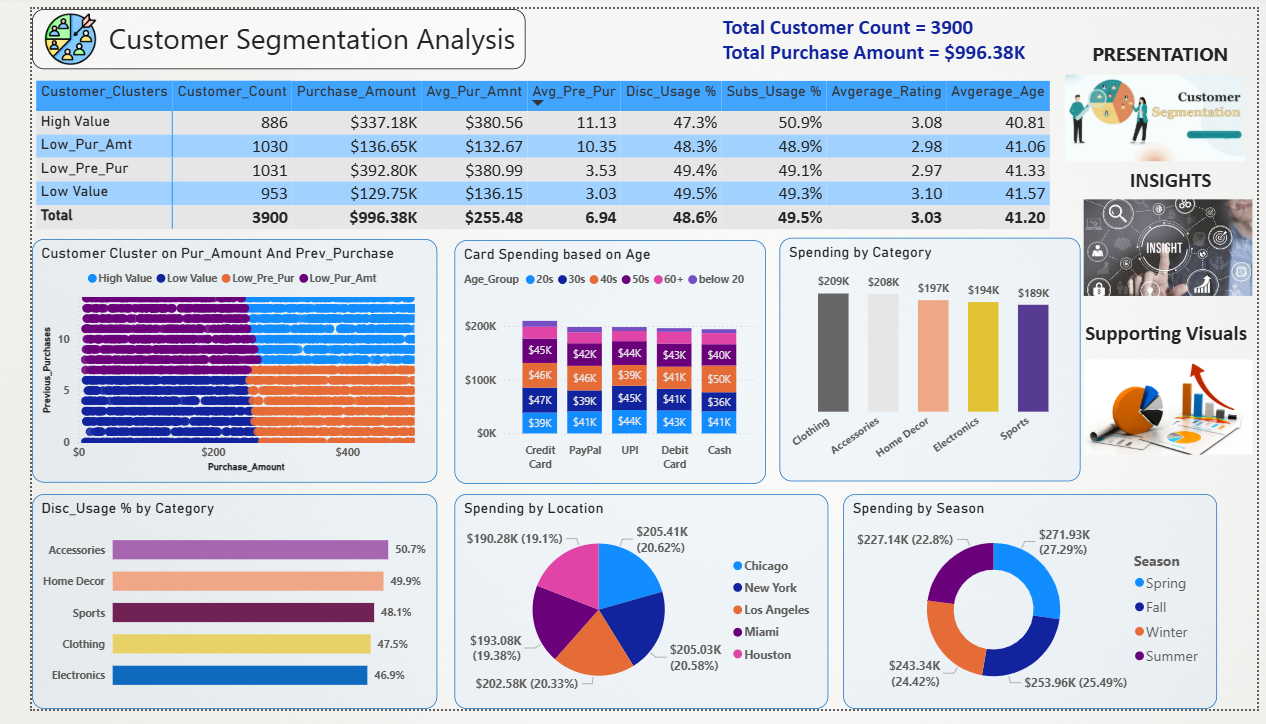 Customer Segmentation Analysis
Total Customer Count = 3900
Total Purchase Amount = $996.38K
PRESENTATION
Customer
Segmentation
INSIGHTS
INSIGHT
Supporting Visuals
Customer_Clusters Customer_Count Purchase_Amount Avg_Pur_Amnt Avg_Pre_Pur Disc_Usage % Subs_Usage % Avgerage_Rating Avgerage_Age
High Value 886 $337.18K $380.56 11.13 47.3% 50.9% 3.08 40.81
Low_Pur_Amt 1030 $136.65K $132.67 10.35 48.3% 48.9% 2.98 41.06
Low_Pre_Pur 1031 $392.80K $380.99 3.53 49.4% 49.1% 2.97 41.33
Low Value 953 $129.75K $136.15 3.03 49.5% 49.3% 3.10 41.57
Total 3900 $996.38K $255.48 6.94 48.6% 49.5% 3.03 41.20
Customer Cluster on Pur_Amount And Prev_Purchase
High Value Low Value Low_Pre_Pur Low_Pur_Amt
Previous_Purchases
10
5
0
$0 $200 $400
Purchase_Amount
Card Spending based on Age
Age_Group 20s 30s 40s 50s 60+ below 20
$200K
$100K
$0K
$45K $42K $44K $43K $40K
$46K $46K $39K $41K $50K
$47K $39K $45K $41K $36K
$39K $41K $44K $43K $41K
Credit Card PayPal UPI Debit Card Cash
Spending by Category
$209K $208K $197K $194K $189K
Clothing Accessories Home Decor Electronics Sports
Disc_Usage % by Category
Accessories 50.7%
Home Decor 49.9%
Sports 48.1%
Clothing 47.5%
Electronics 46.9%
Spending by Location
$205.41K
(20.62%)
$205.03K
(20.58%)
$202.58K (20.33%)
$193.08K
(19.38%)
$190.28K (19.1%)
Chicago
New York
Los Angeles
Miami
Houston
Spending by Season
$271.93K
(27.29%)
$253.96K (25.49%)
$243.34K
(24.42%)
$227.14K (22.8%)
Season
Spring
Fall
Winter
Summer